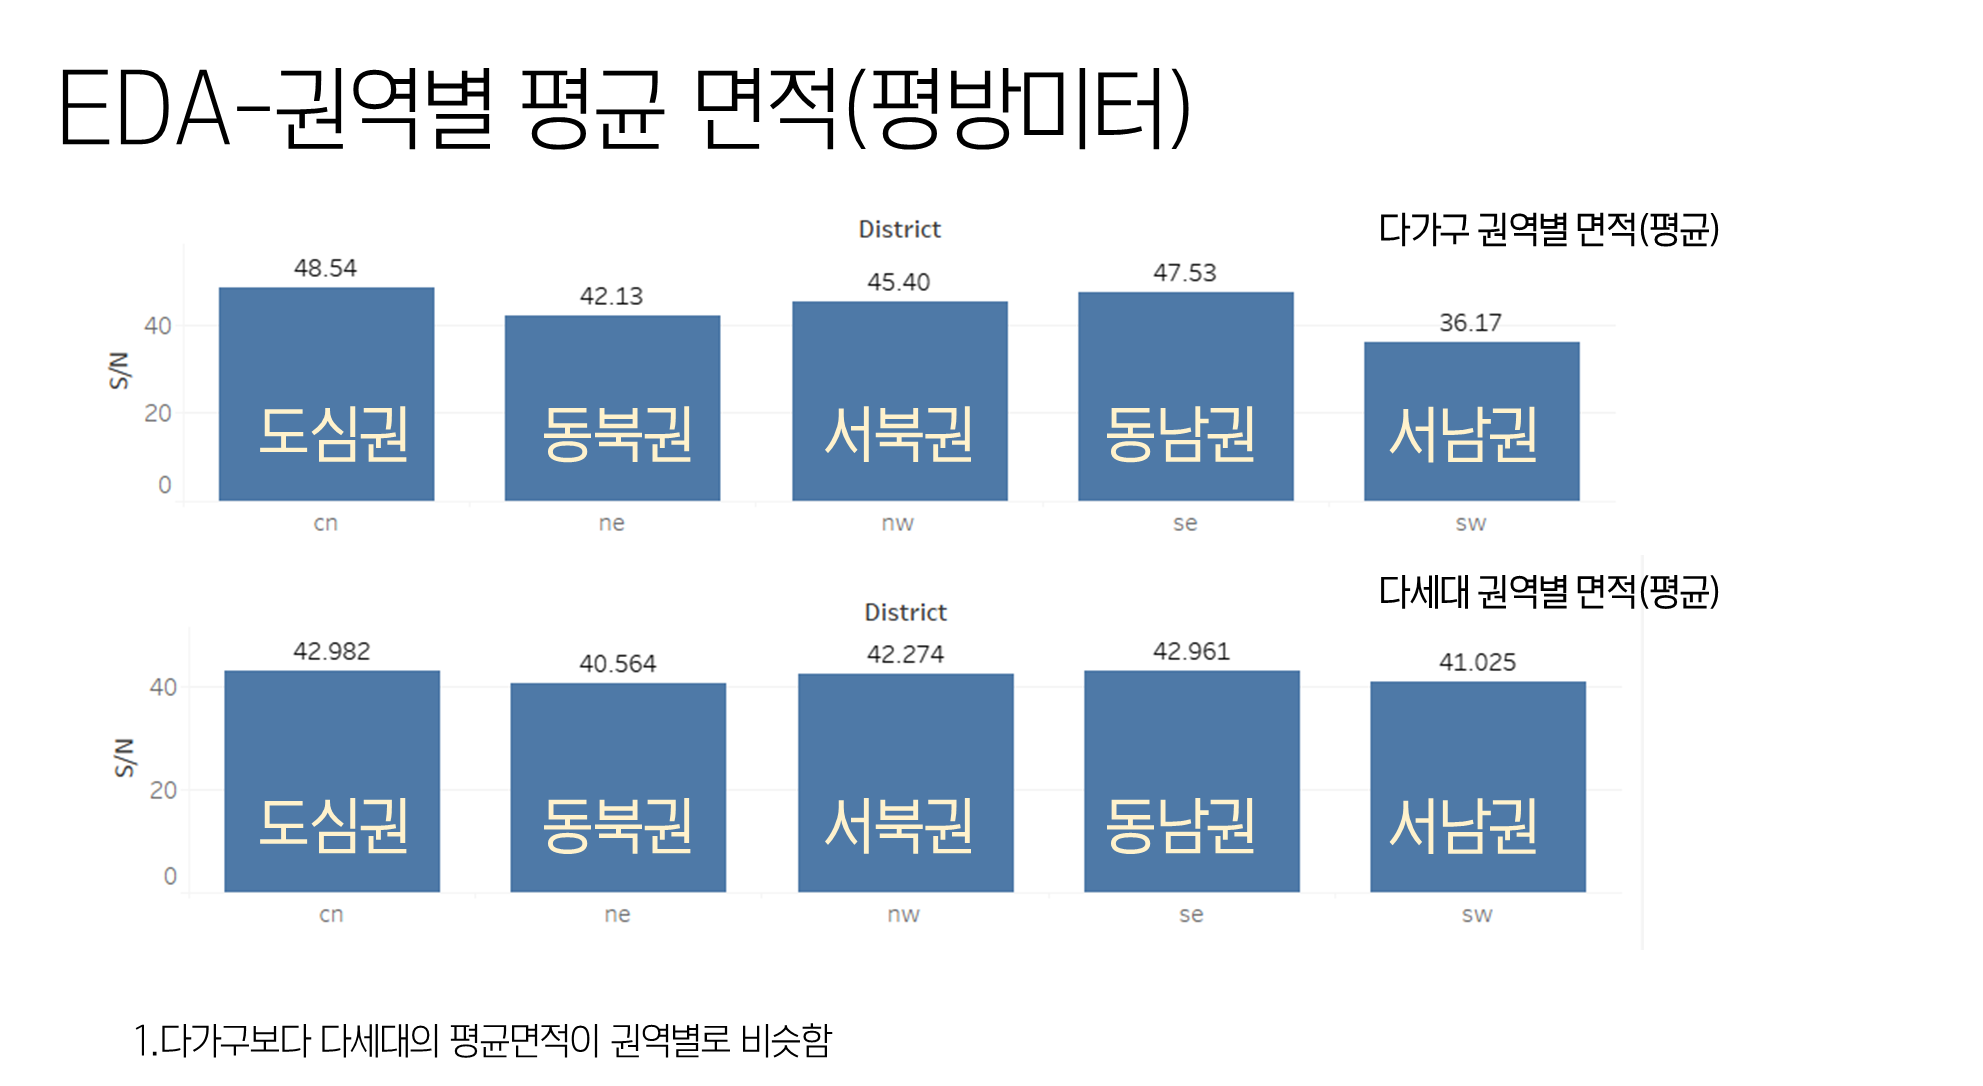 EDA-권역별 평균 면적(평방미터)
District
다가구 권역별 면적(평균)
48.54 42.13 45.40 47.53 36.17
40
20
0
S/N
도심권 동북권 서북권 동남권 서남권
cn ne nw se sw
다세대 권역별 면적(평균)
District
42.982 40.564 42.274 42.961 41.025
40
20
0
S/N
도심권 동북권 서북권 동남권 서남권
cn ne nw se sw
1.다가구보다 다세대의 평균면적이 권역별로 비슷함